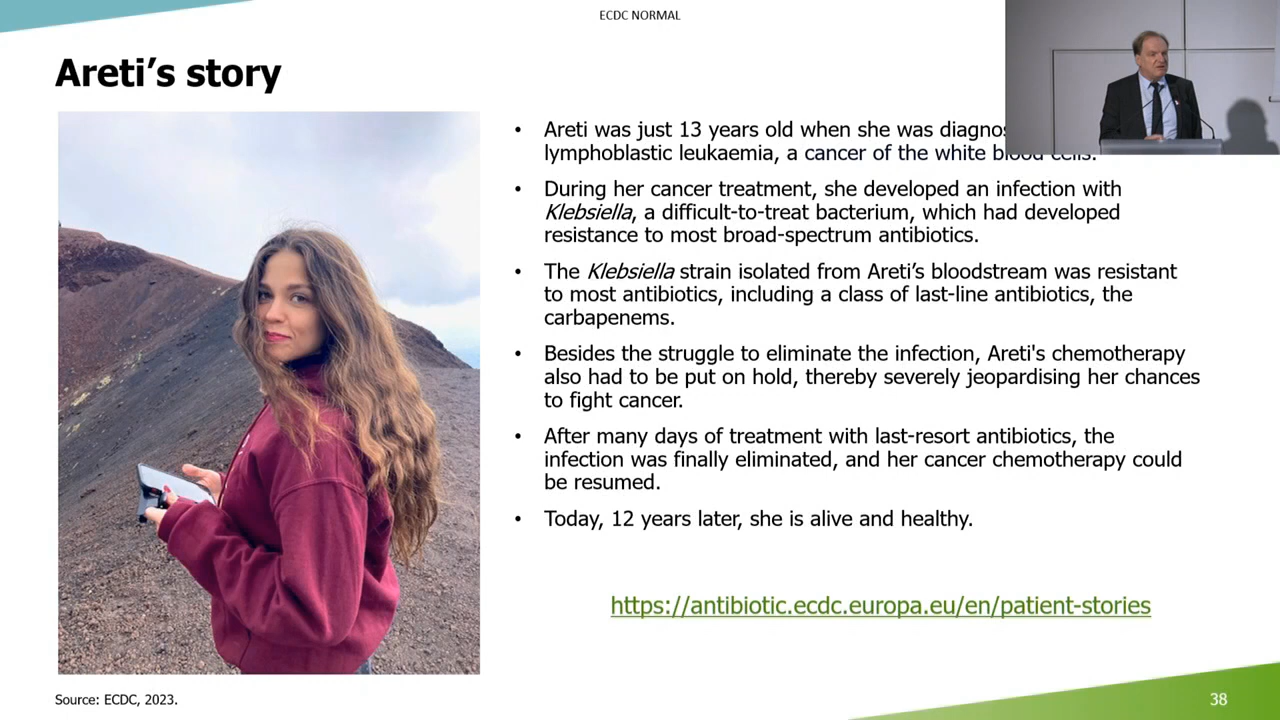 ECDC NORMAL
Areti’s story
• Areti was just 13 years old when she was
lymphoblastic leukaemia, a cancer of the white blood cells.
• During her cancer treatment, she developed an infection with
Klebsiella, a difficult-to-treat bacterium, which had developed
resistance to most broad-spectrum antibiotics.
• The Klebsiella strain isolated from Areti’s bloodstream was resistant
to most antibiotics, including a class of last-line antibiotics, the
carbapenems.
• Besides the struggle to eliminate the infection, Areti's chemotherapy
also had to be put on hold, thereby severely jeopardising her chances
to fight cancer.
• After many days of treatment with last-resort antibiotics, the
infection was finally eliminated, and her cancer chemotherapy could
be resumed.
• Today, 12 years later, she is alive and healthy.
https://antibiotic.ecdc.europa.eu/en/patient-stories
Source: ECDC, 2023.
38